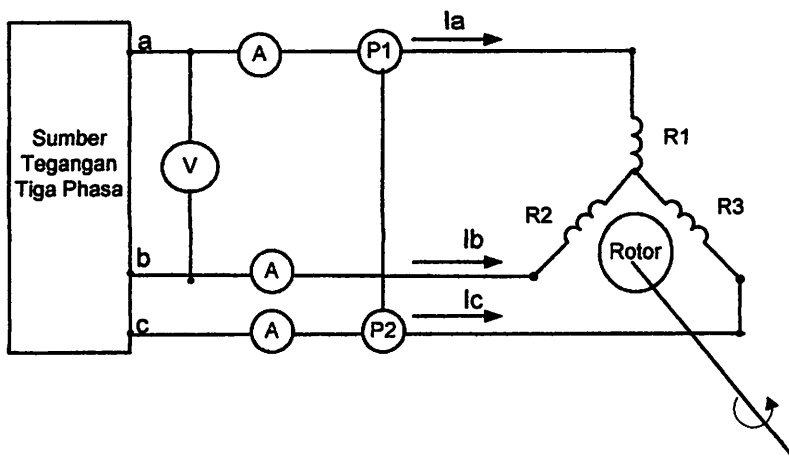 Sumber
Tegangan
Tiga Phasa
a
A
P1
Ia
V
R1
R2
R3
Rotor
b
A
Ib
c
A
P2
Ic